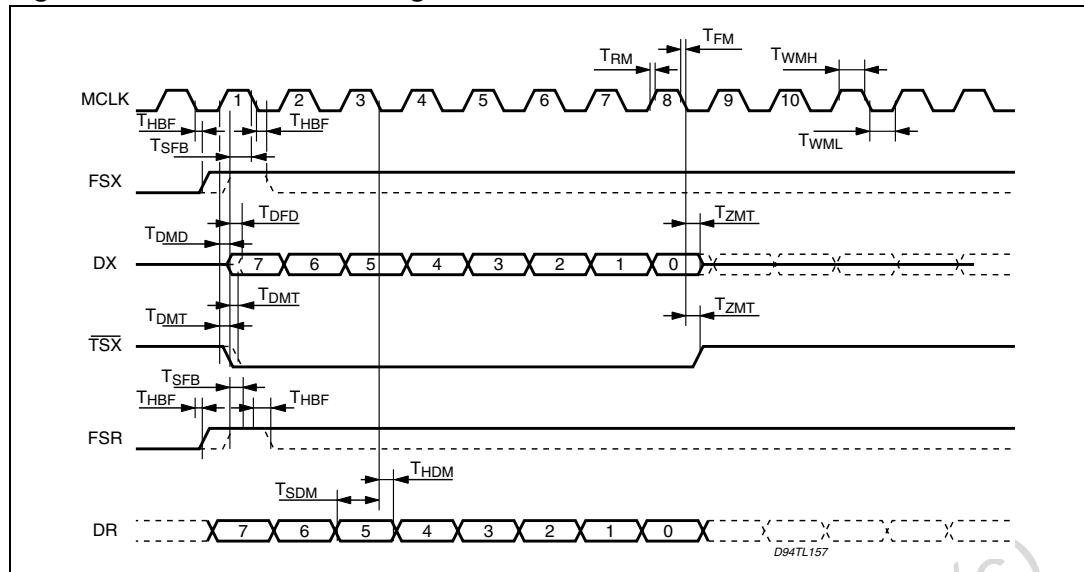 T_FM
T_RM
T_WMH
MCLK
1 2 3 4 5 6 7 8 9 10
T_HBF T_HBF
T_SFB
T_WML
FSX
T_DFD
T_ZMT
T_DMD
DX
7 6 5 4 3 2 1 0
T_DMT
T_DMT
T_ZMT
TSX
T_SFB
T_HBF T_HBF
FSR
T_HDM
T_SDM
DR
7 6 5 4 3 2 1 0
D94TL157